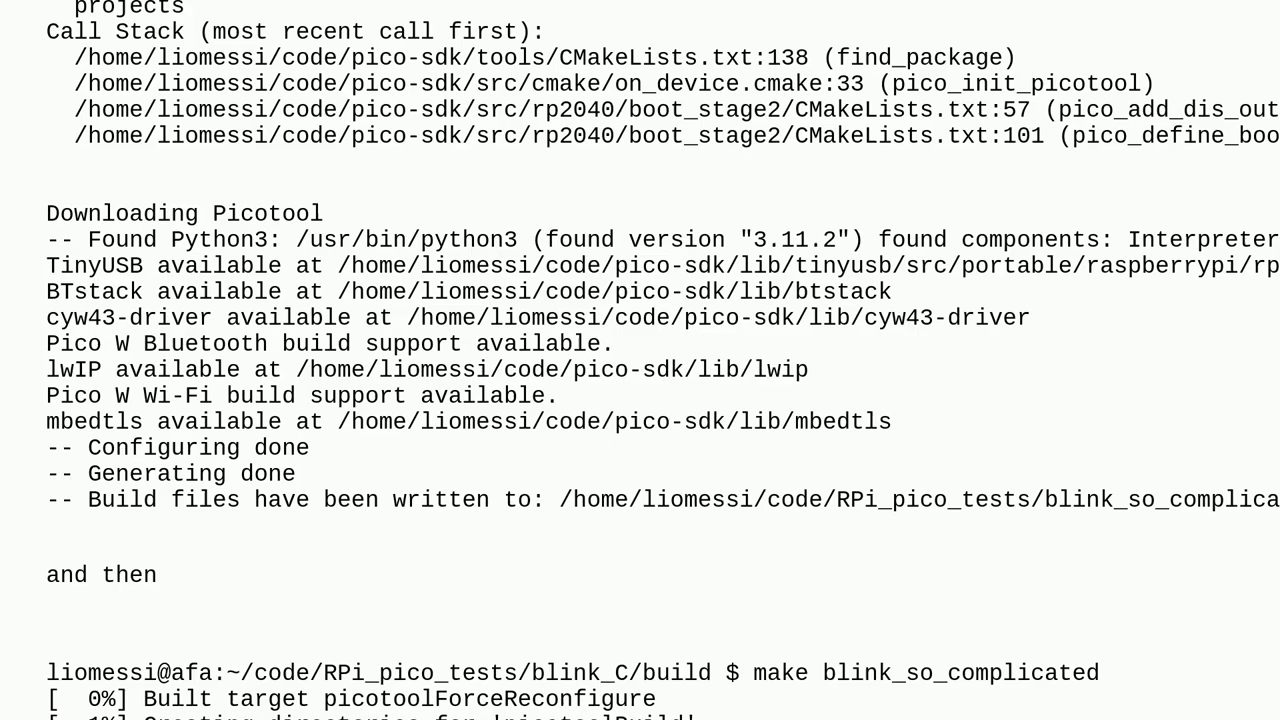 projects
Call Stack (most recent call first):
/home/liomessi/code/pico-sdk/tools/CMakeLists.txt:138 (find_package)
/home/liomessi/code/pico-sdk/src/cmake/on_device.cmake:33 (pico_init_picotool)
/home/liomessi/code/pico-sdk/src/rp2040/boot_stage2/CMakeLists.txt:57 (pico_add_dis_out
/home/liomessi/code/pico-sdk/src/rp2040/boot_stage2/CMakeLists.txt:101 (pico_define_boo
Downloading Picotool
-- Found Python3: /usr/bin/python3 (found version "3.11.2") found components: Interpreter
TinyUSB available at /home/liomessi/code/pico-sdk/lib/tinyusb/src/portable/raspberrypi/rp
BTstack available at /home/liomessi/code/pico-sdk/lib/btstack
cyw43-driver available at /home/liomessi/code/pico-sdk/lib/cyw43-driver
Pico W Bluetooth build support available.
lwIP available at /home/liomessi/code/pico-sdk/lib/lwip
Pico W Wi-Fi build support available.
mbedtls available at /home/liomessi/code/pico-sdk/lib/mbedtls
-- Configuring done
-- Generating done
-- Build files have been written to: /home/liomessi/code/RPi_pico_tests/blink_so_complica
and then
liomessi@afa:~/code/RPi_pico_tests/blink_C/build $ make blink_so_complicated
[  0%] Built target picotoolForceReconfigure
[  1%] Creating directories for 'picotoolBuild'